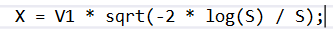 X = V1 * sqrt(-2 * log(S) / S);